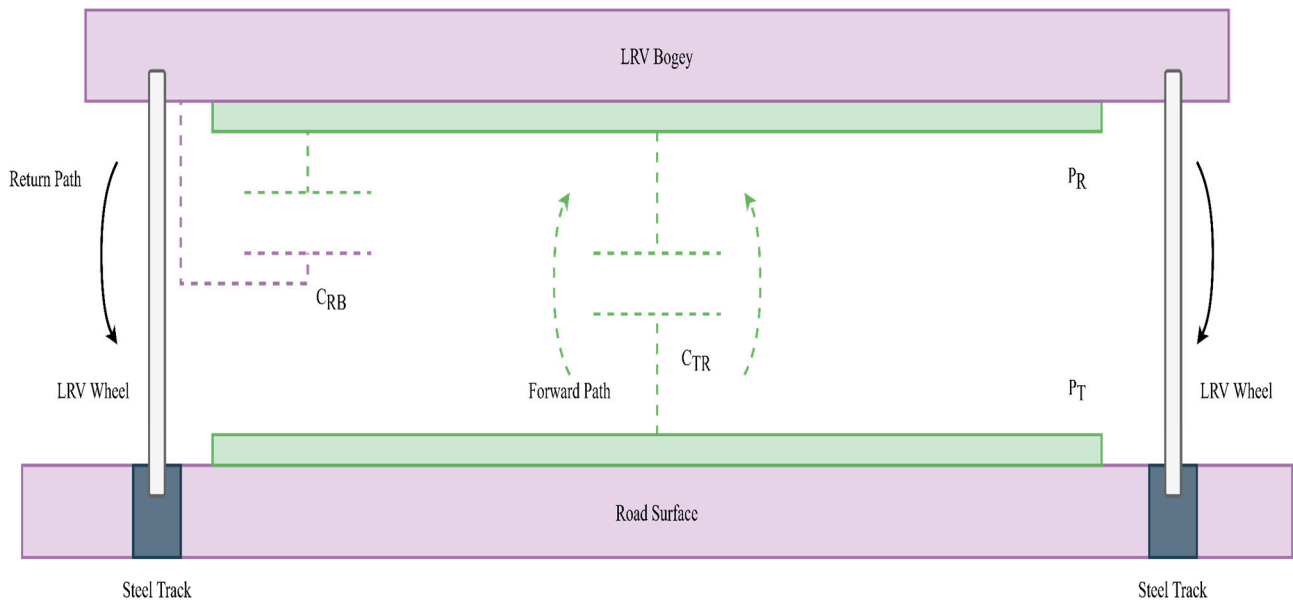 LRV Bogey
Return Path
P_R
C_RB
C_TR
LRV Wheel
Forward Path
P_T
LRV Wheel
Road Surface
Steel Track
Steel Track